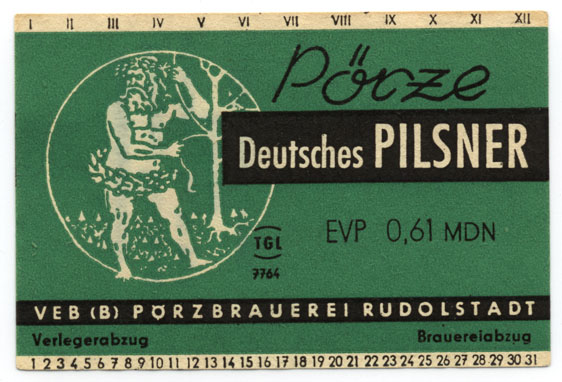 I II III IV V VI VII VIII IX X XI XII
Pörze
Deutsches PILSNER
EVP 0,61 MDN
TGL
7764
VEB (B) PÖRZBRAUEREI RUDOLSTADT
Verlegerabzug Brauereiabzug
1 2 3 4 5 6 7 8 9 10 11 12 13 14 15 16 17 18 19 20 21 22 23 24 25 26 27 28 29 30 31